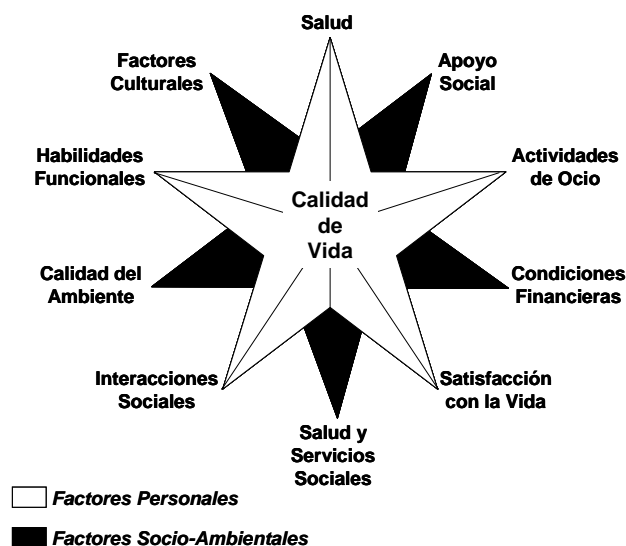 Salud
Factores
Culturales
Apoyo
Social
Habilidades
Funcionales
Actividades
de Ocio
Calidad
de
Vida
Calidad del
Ambiente
Condiciones
Financieras
Interacciones
Sociales
Satisfacción
con la Vida
Salud y
Servicios
Sociales
Factores Personales
Factores Socio-Ambientales